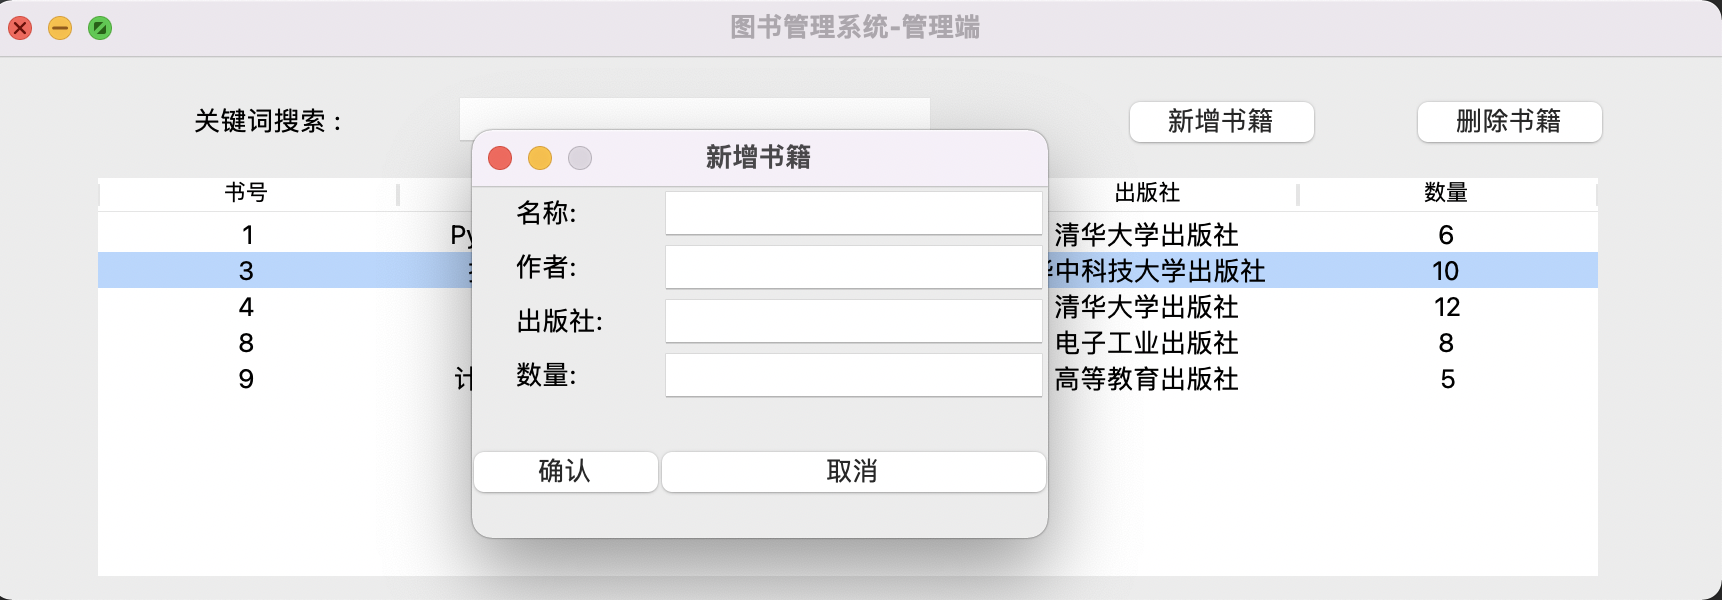 图书管理系统-管理端
关键词搜索：
新增书籍
删除书籍
书号
出版社
数量
1
清华大学出版社
6
3
中科技大学出版社
10
4
清华大学出版社
12
8
电子工业出版社
8
9
计
高等教育出版社
5
新增书籍
名称:
作者:
出版社:
数量:
确认
取消